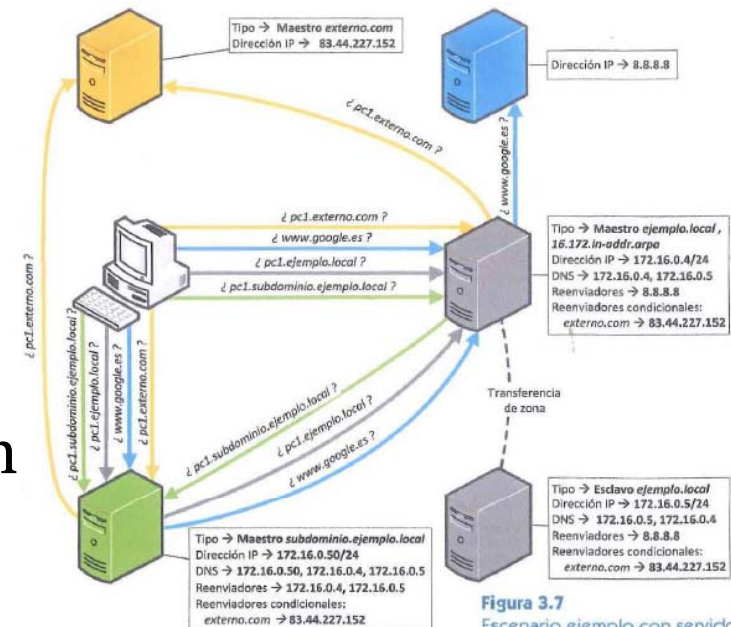 Tipo → Maestro externo.com
Dirección IP → 83.44.227.152
Dirección IP → 8.8.8.8
¿ pc1.externo.com ?
¿ www.google.es ?
¿ pc1.externo.com ?
¿ www.google.es ?
¿ pc1.ejemplo.local ?
¿ pc1.subdominio.ejemplo.local ?
Tipo → Maestro ejemplo.local ,
16.172.in-addr.arpa
Dirección IP → 172.16.0.4/24
DNS → 172.16.0.4, 172.16.0.5
Reenviadores → 8.8.8.8
Reenviadores condicionales:
externo.com → 83.44.227.152
¿ pc1.externo.com ?
¿ pc1.subdominio.ejemplo.local ?
¿ pc1.ejemplo.local ?
¿ www.google.es ?
¿ pc1.externo.com ?
Transferencia
de zona
¿ pc1.subdominio.ejemplo.local ?
¿ pc1.ejemplo.local ?
¿ www.google.es ?
n
Tipo → Esclavo ejemplo.local
Dirección IP → 172.16.0.5/24
DNS → 172.16.0.5, 172.16.0.4
Reenviadores → 8.8.8.8
Reenviadores condicionales:
externo.com → 83.44.227.152
Tipo → Maestro subdominio.ejemplo.local
Dirección IP → 172.16.0.50/24
DNS → 172.16.0.50, 172.16.0.4, 172.16.0.5
Reenviadores → 172.16.0.4, 172.16.0.5
Reenviadores condicionales:
externo.com → 83.44.227.152
Figura 3.7
Escenario ejemplo con servido